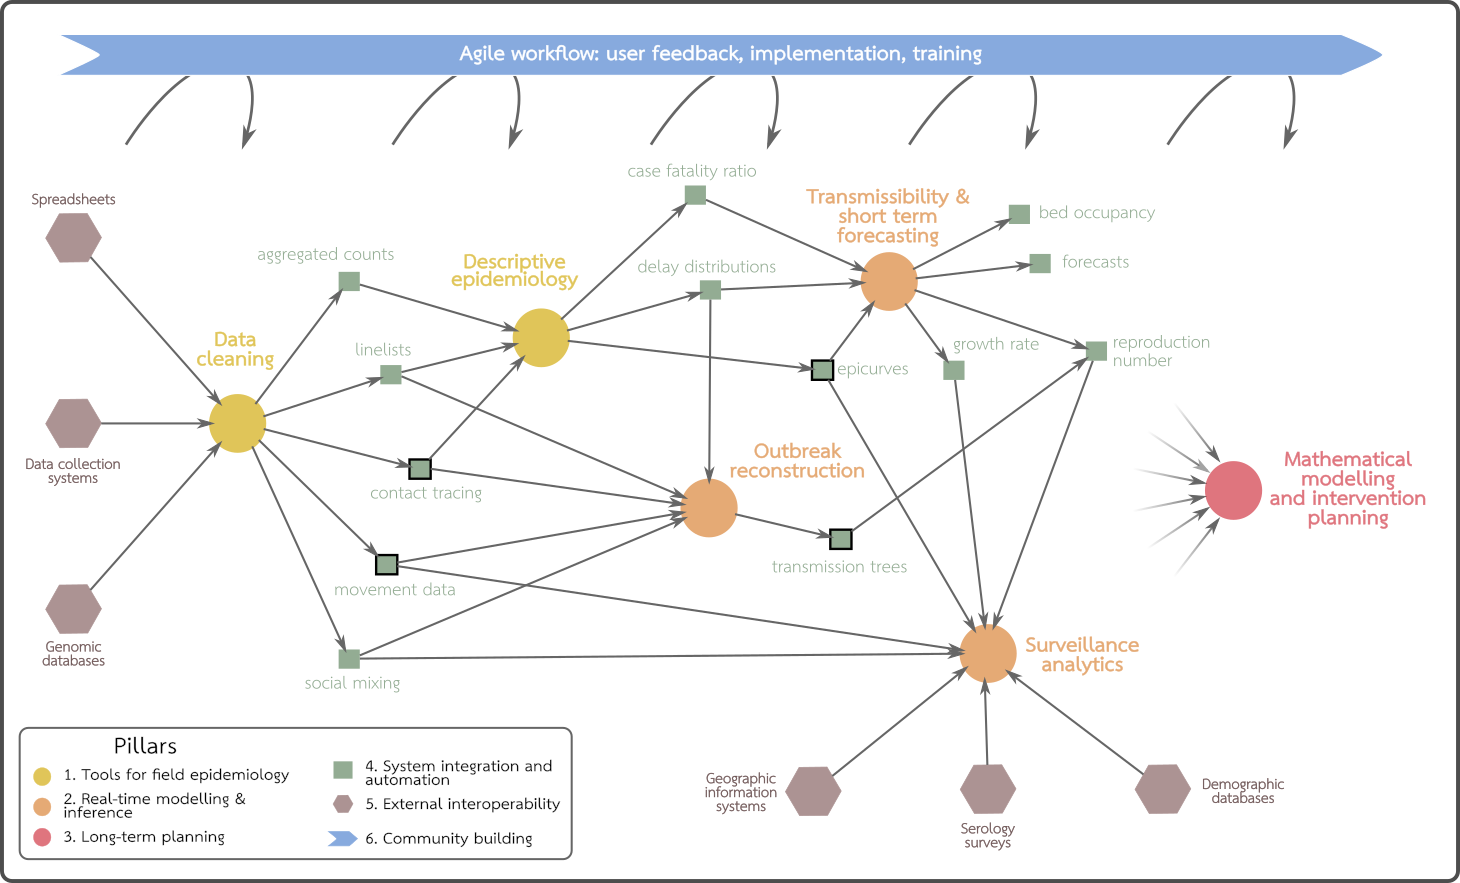 Agile workflow: user feedback, implementation, training
case fatality ratio
Spreadsheets
Transmissibility &
short term
forecasting
bed occupancy
aggregated counts
Descriptive
epidemiology
delay distributions
forecasts
Data
cleaning
linelists
growth rate
reproduction
number
epicurves
Data collection
systems
contact tracing
Outbreak
reconstruction
Mathematical
modelling
and intervention
planning
transmission trees
movement data
Genomic
databases
social mixing
Surveillance
analytics
Pillars
1. Tools for field epidemiology
2. Real-time modelling &
inference
3. Long-term planning
4. System integration and
automation
5. External interoperability
6. Community building
Geographic
information
systems
Serology
surveys
Demographic
databases